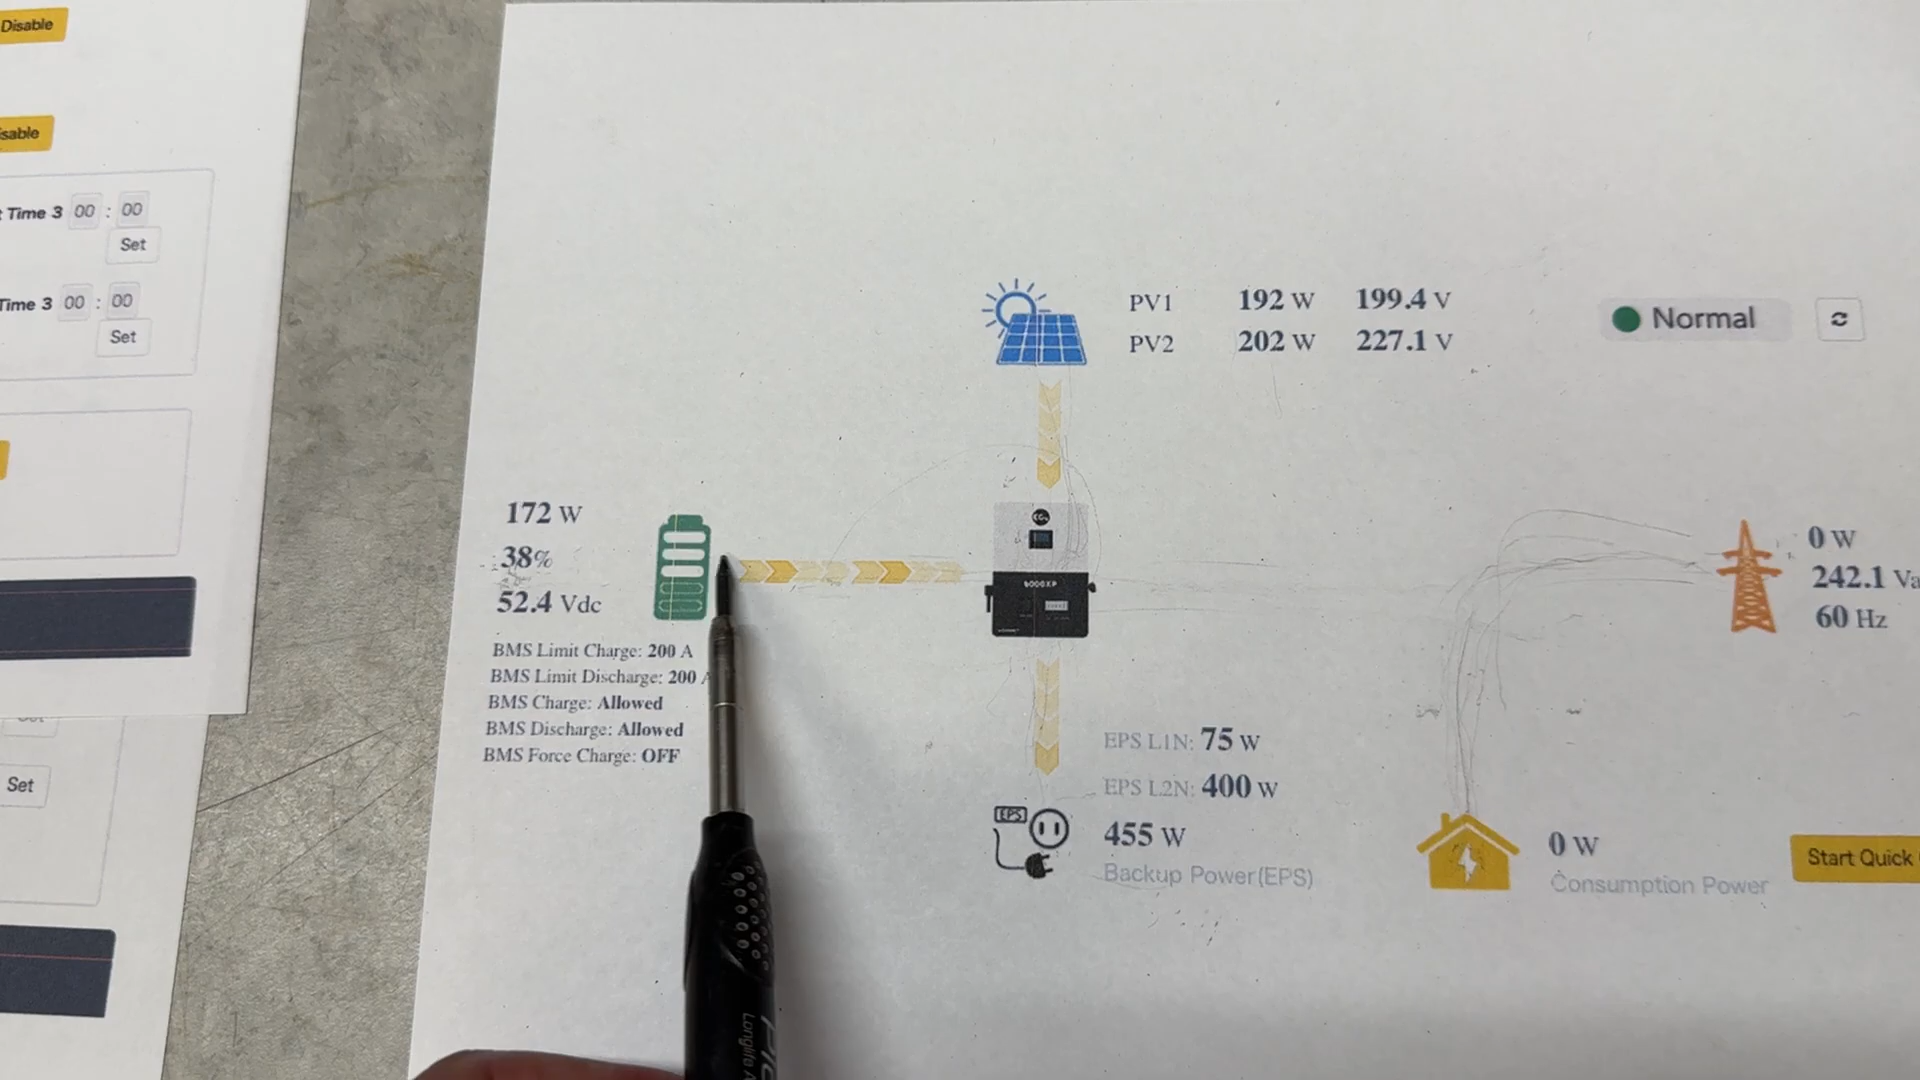 Disable
Time 3 00 : 00
Set
Time 3 00 : 00
Set
Set
PV1 192 W 199.4 V
PV2 202 W 227.1 V
Normal
172 W
38%
52.4 Vdc
BMS Limit Charge: 200 A
BMS Limit Discharge: 200
BMS Charge: Allowed
BMS Discharge: Allowed
BMS Force Charge: OFF
6000XP
0 W
242.1 Va
60 Hz
EPS L1N: 75 W
EPS L2N: 400 W
EPS
455 W
Backup Power(EPS)
0 W
Consumption Power
Start Quick